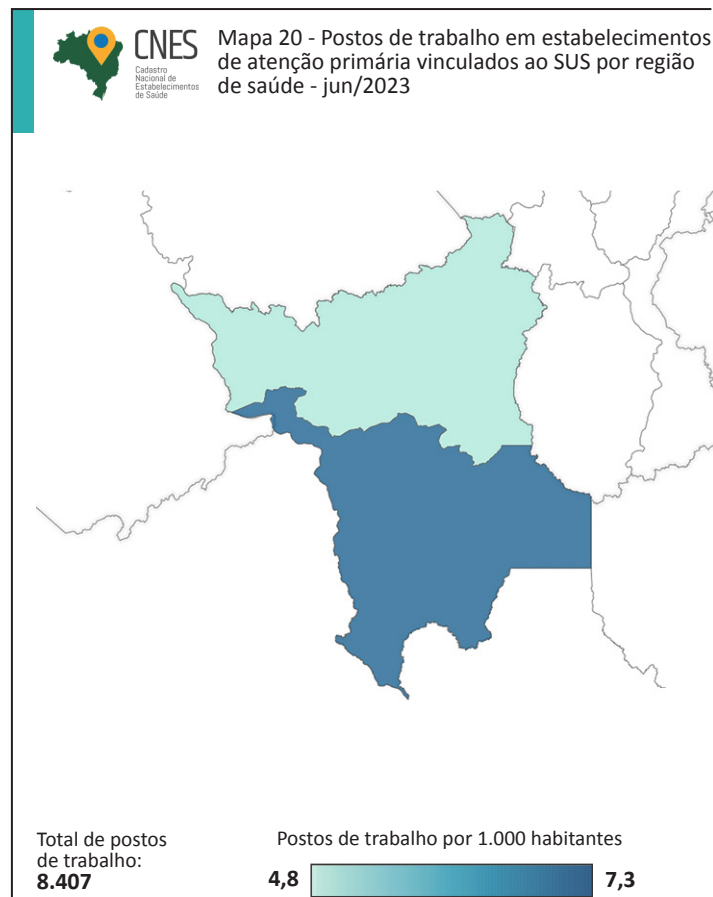 CNES
Cadastro
Nacional de
Estabelecimentos
de Saúde
Mapa 20 - Postos de trabalho em estabelecimentos
de atenção primária vinculados ao SUS por região
de saúde - jun/2023
Total de postos
de trabalho:
8.407
Postos de trabalho por 1.000 habitantes
4,8
7,3